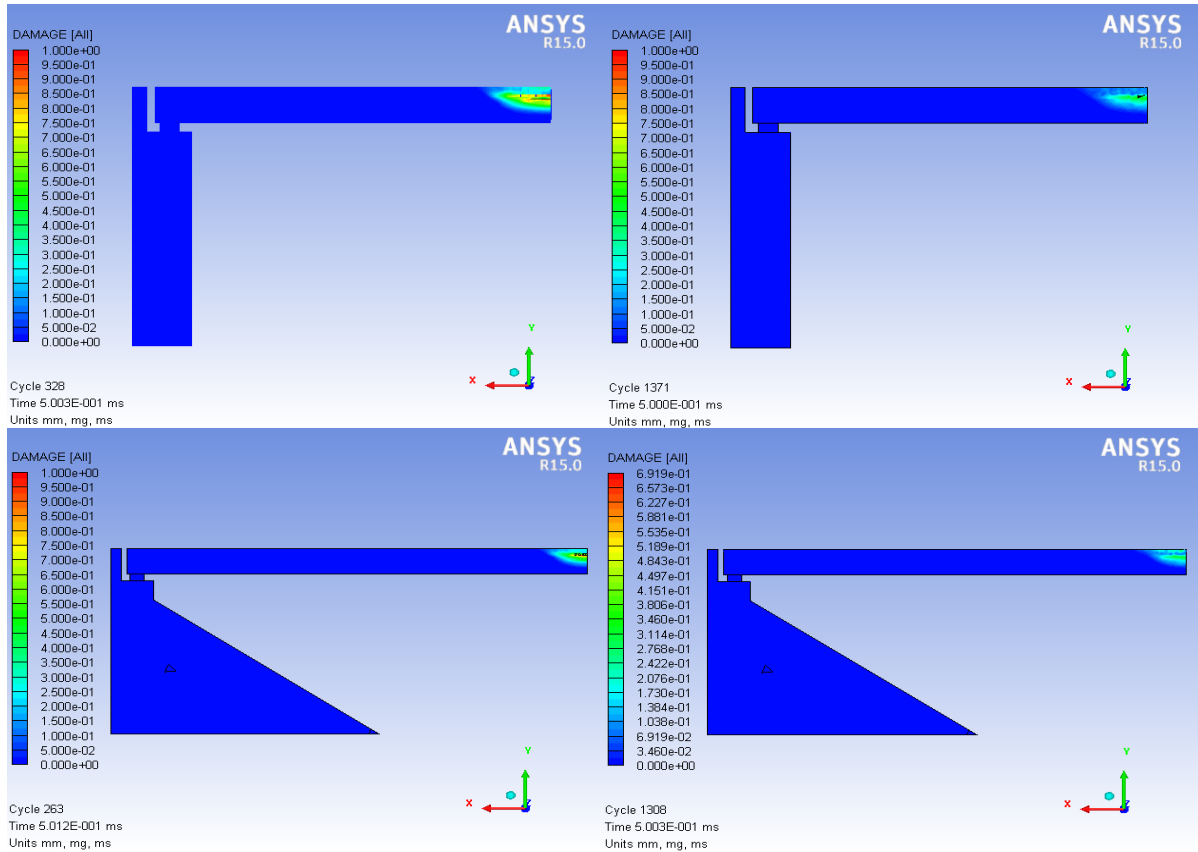 ANSYS
R15.0
DAMAGE [All]
1.000e+00
9.500e-01
9.000e-01
8.500e-01
8.000e-01
7.500e-01
7.000e-01
6.500e-01
6.000e-01
5.500e-01
5.000e-01
4.500e-01
4.000e-01
3.500e-01
3.000e-01
2.500e-01
2.000e-01
1.500e-01
1.000e-01
5.000e-02
0.000e+00
Y
X
Z
Cycle 328
Time 5.003E-001 ms
Units mm, mg, ms
ANSYS
R15.0
DAMAGE [All]
1.000e+00
9.500e-01
9.000e-01
8.500e-01
8.000e-01
7.500e-01
7.000e-01
6.500e-01
6.000e-01
5.500e-01
5.000e-01
4.500e-01
4.000e-01
3.500e-01
3.000e-01
2.500e-01
2.000e-01
1.500e-01
1.000e-01
5.000e-02
0.000e+00
Y
X
Z
Cycle 1371
Time 5.000E-001 ms
Units mm, mg, ms
ANSYS
R15.0
DAMAGE [All]
1.000e+00
9.500e-01
9.000e-01
8.500e-01
8.000e-01
7.500e-01
7.000e-01
6.500e-01
6.000e-01
5.500e-01
5.000e-01
4.500e-01
4.000e-01
3.500e-01
3.000e-01
2.500e-01
2.000e-01
1.500e-01
1.000e-01
5.000e-02
0.000e+00
Y
X
Z
Cycle 263
Time 5.012E-001 ms
Units mm, mg, ms
ANSYS
R15.0
DAMAGE [All]
6.919e-01
6.573e-01
6.227e-01
5.881e-01
5.535e-01
5.189e-01
4.843e-01
4.497e-01
4.151e-01
3.806e-01
3.460e-01
3.114e-01
2.768e-01
2.422e-01
2.076e-01
1.730e-01
1.384e-01
1.038e-01
6.919e-02
3.460e-02
0.000e+00
Y
X
Z
Cycle 1308
Time 5.003E-001 ms
Units mm, mg, ms